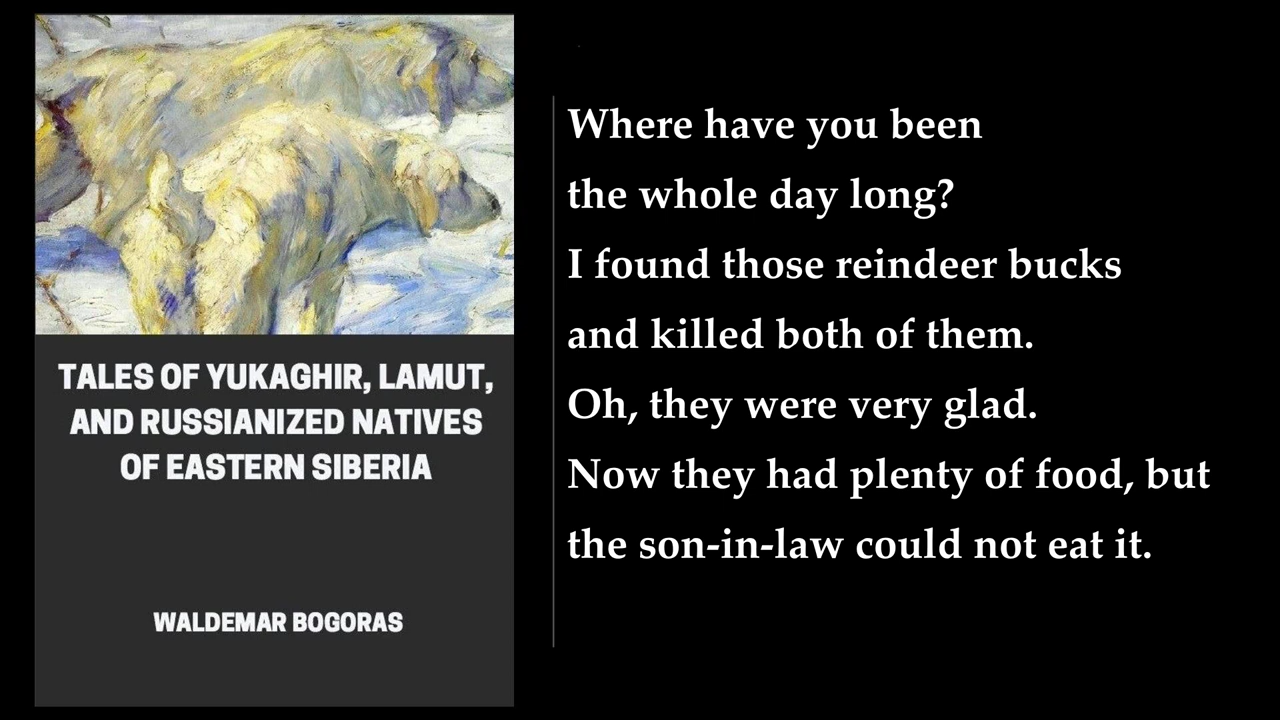 TALES OF YUKAGHIR, LAMUT,
AND RUSSIANIZED NATIVES
OF EASTERN SIBERIA
WALDEMAR BOGORAS
Where have you been
the whole day long?
I found those reindeer bucks
and killed both of them.
Oh, they were very glad.
Now they had plenty of food, but
the son-in-law could not eat it.